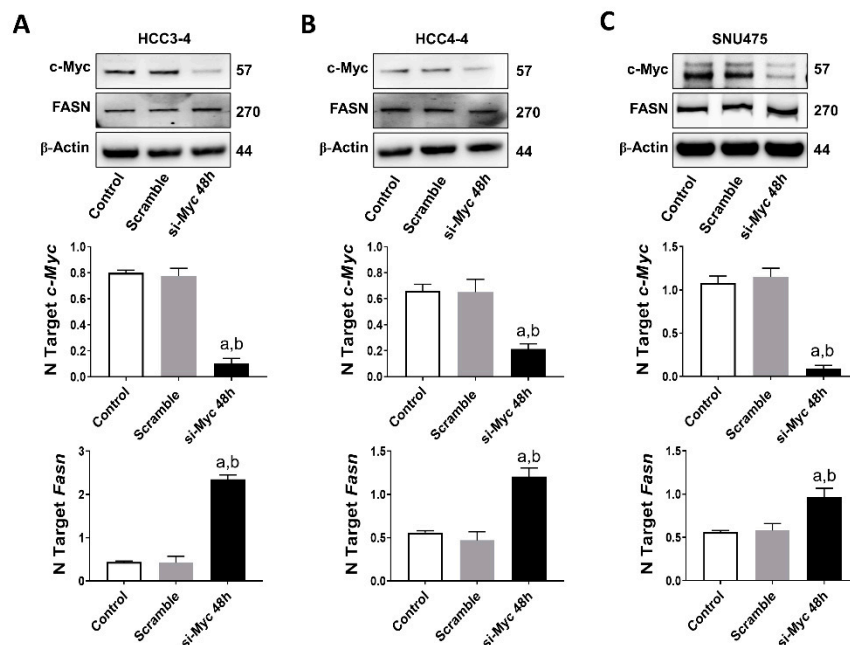 A
HCC3-4
c-Myc 57
FASN 270
β-Actin 44
Control Scramble si-Myc 48h
N Target c-Myc
0.0 0.2 0.4 0.6 0.8 1.0
a,b
Control Scramble si-Myc 48h
N Target Fasn
0 1 2 3
a,b
Control Scramble si-Myc 48h
B
HCC4-4
c-Myc 57
FASN 270
β-Actin 44
Control Scramble si-Myc 48h
N Target c-Myc
0.0 0.2 0.4 0.6 0.8 1.0
a,b
Control Scramble si-Myc 48h
N Target Fasn
0.0 0.5 1.0 1.5
a,b
Control Scramble si-Myc 48h
C
SNU475
c-Myc 57
FASN 270
β-Actin 44
Control Scramble si-Myc 48h
N Target c-Myc
0.0 0.5 1.0 1.5
a,b
Control Scramble si-Myc 48h
N Target Fasn
0.0 0.5 1.0 1.5
a,b
Control Scramble si-Myc 48h